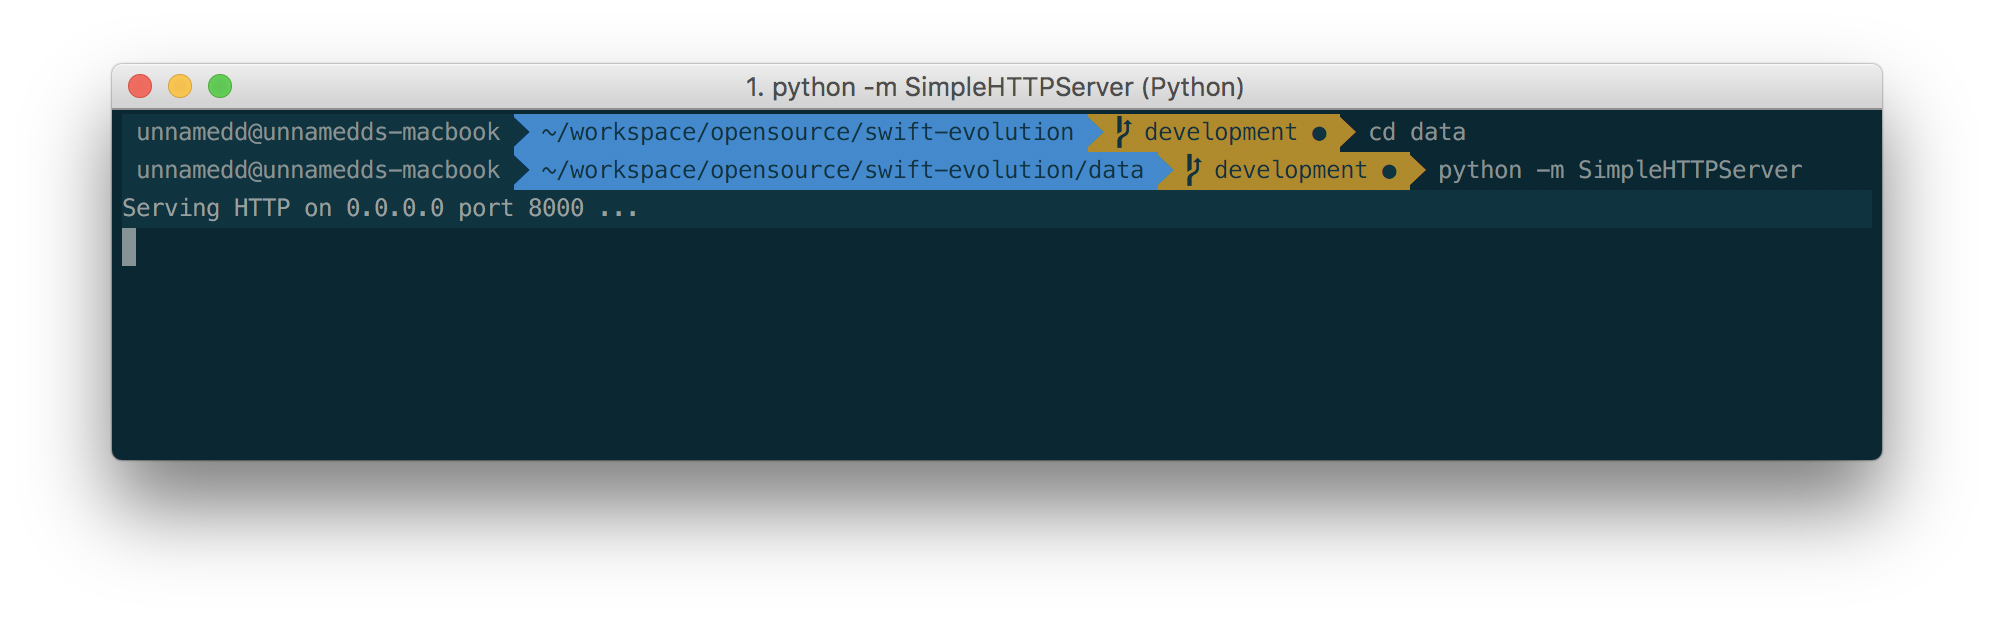 1. python -m SimpleHTTPServer (Python)
unnamedd@unnamedds-macbook ~/workspace/opensource/swift-evolution development ● cd data
unnamedd@unnamedds-macbook ~/workspace/opensource/swift-evolution/data development ● python -m SimpleHTTPServer
Serving HTTP on 0.0.0.0 port 8000 ...